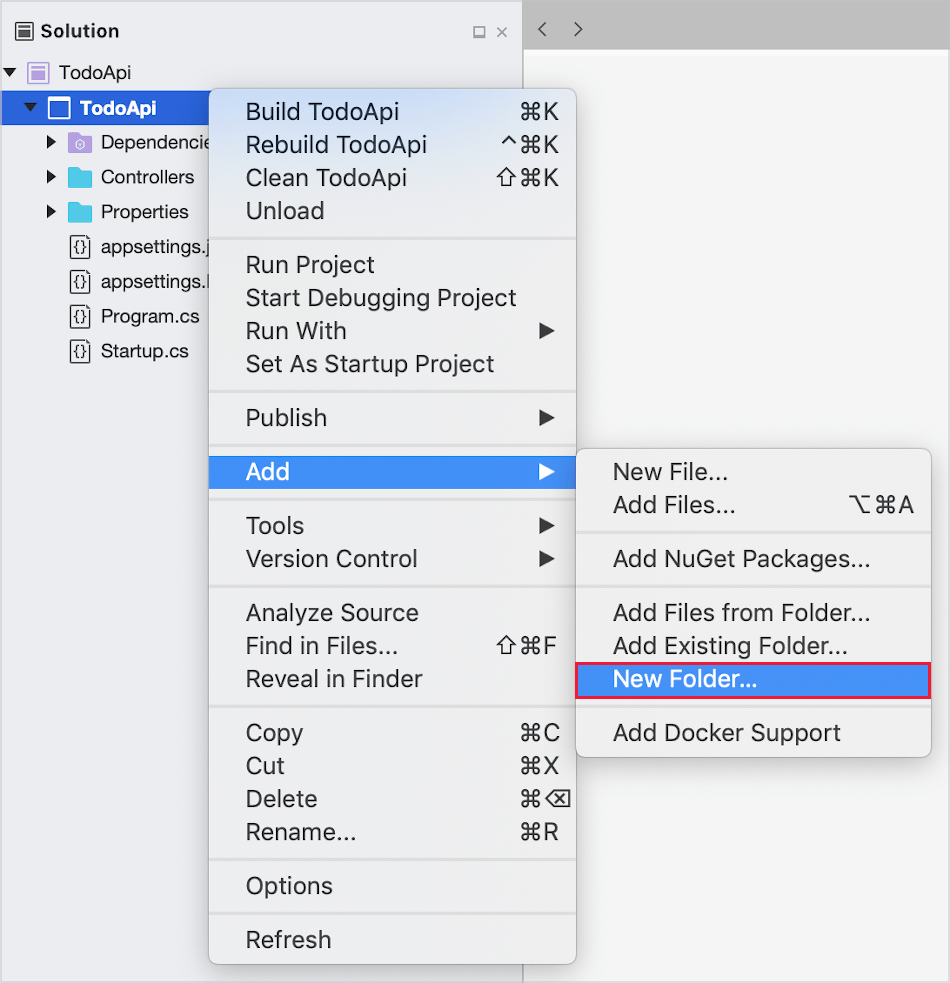 Solution
TodoApi
TodoApi
Dependencie
Controllers
Properties
appsettings.j
appsettings.
Program.cs
Startup.cs
Build TodoApi ⌘K
Rebuild TodoApi ^⌘K
Clean TodoApi ⇧⌘K
Unload
Run Project
Start Debugging Project
Run With
Set As Startup Project
Publish
Add
Tools
Version Control
Analyze Source
Find in Files... ⇧⌘F
Reveal in Finder
Copy ⌘C
Cut ⌘X
Delete ⌘⌫
Rename... ⌘R
Options
Refresh
New File...
Add Files... ⌥⌘A
Add NuGet Packages...
Add Files from Folder...
Add Existing Folder...
New Folder...
Add Docker Support